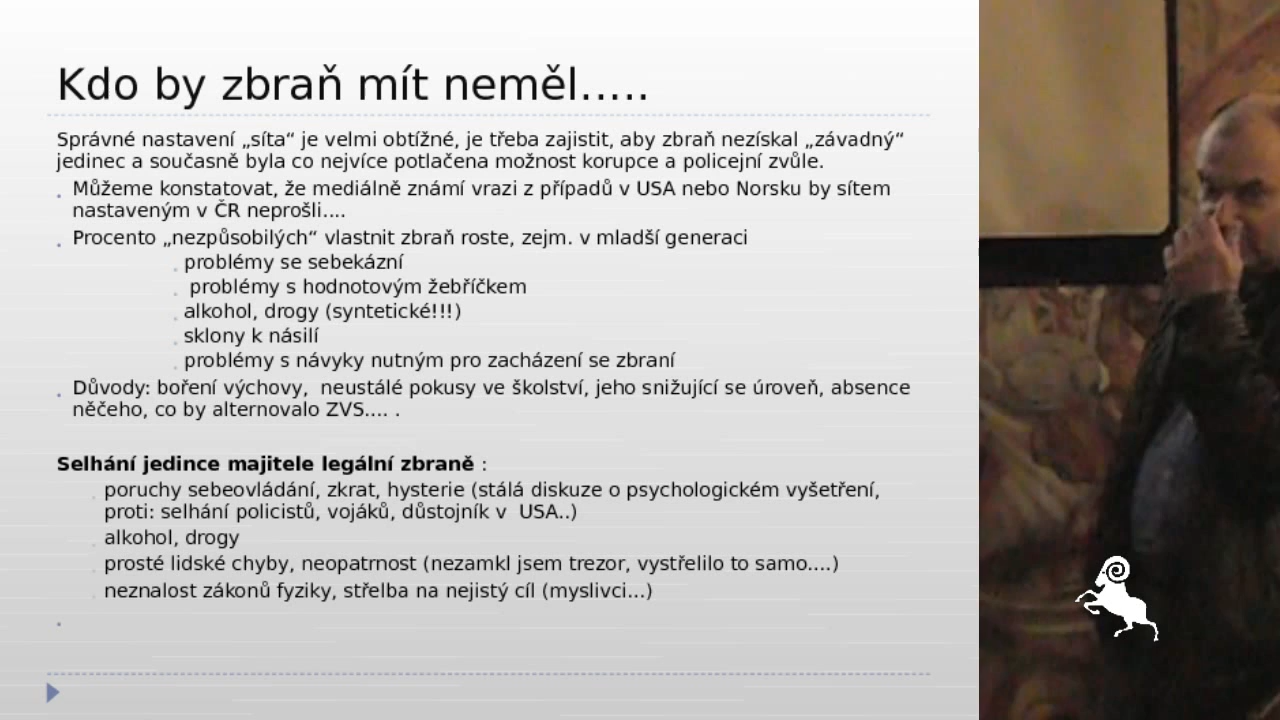 Kdo by zbraň mít neměl.....
Správné nastavení „síta“ je velmi obtížné, je třeba zajistit, aby zbraň nezískal „závadný“
jedinec a současně byla co nejvíce potlačena možnost korupce a policejní zvůle.
Můžeme konstatovat, že mediálně známí vrazi z případů v USA nebo Norsku by sítem
nastaveným v ČR neprošli....
Procento „nezpůsobilých“ vlastnit zbraň roste, zejm. v mladší generaci
problémy se sebekázní
problémy s hodnotovým žebříčkem
alkohol, drogy (syntetické!!!)
sklony k násilí
problémy s návyky nutným pro zacházení se zbraní
Důvody: boření výchovy,  neustálé pokusy ve školství, jeho snižující se úroveň, absence
něčeho, co by alternovalo ZVS.... .
Selhání jedince majitele legální zbraně :
poruchy sebeovládání, zkrat, hysterie (stálá diskuze o psychologickém vyšetření,
proti: selhání policistů, vojáků, důstojník v  USA..)
alkohol, drogy
prosté lidské chyby, neopatrnost (nezamkl jsem trezor, vystřelilo to samo....)
neznalost zákonů fyziky, střelba na nejistý cíl (myslivci...)